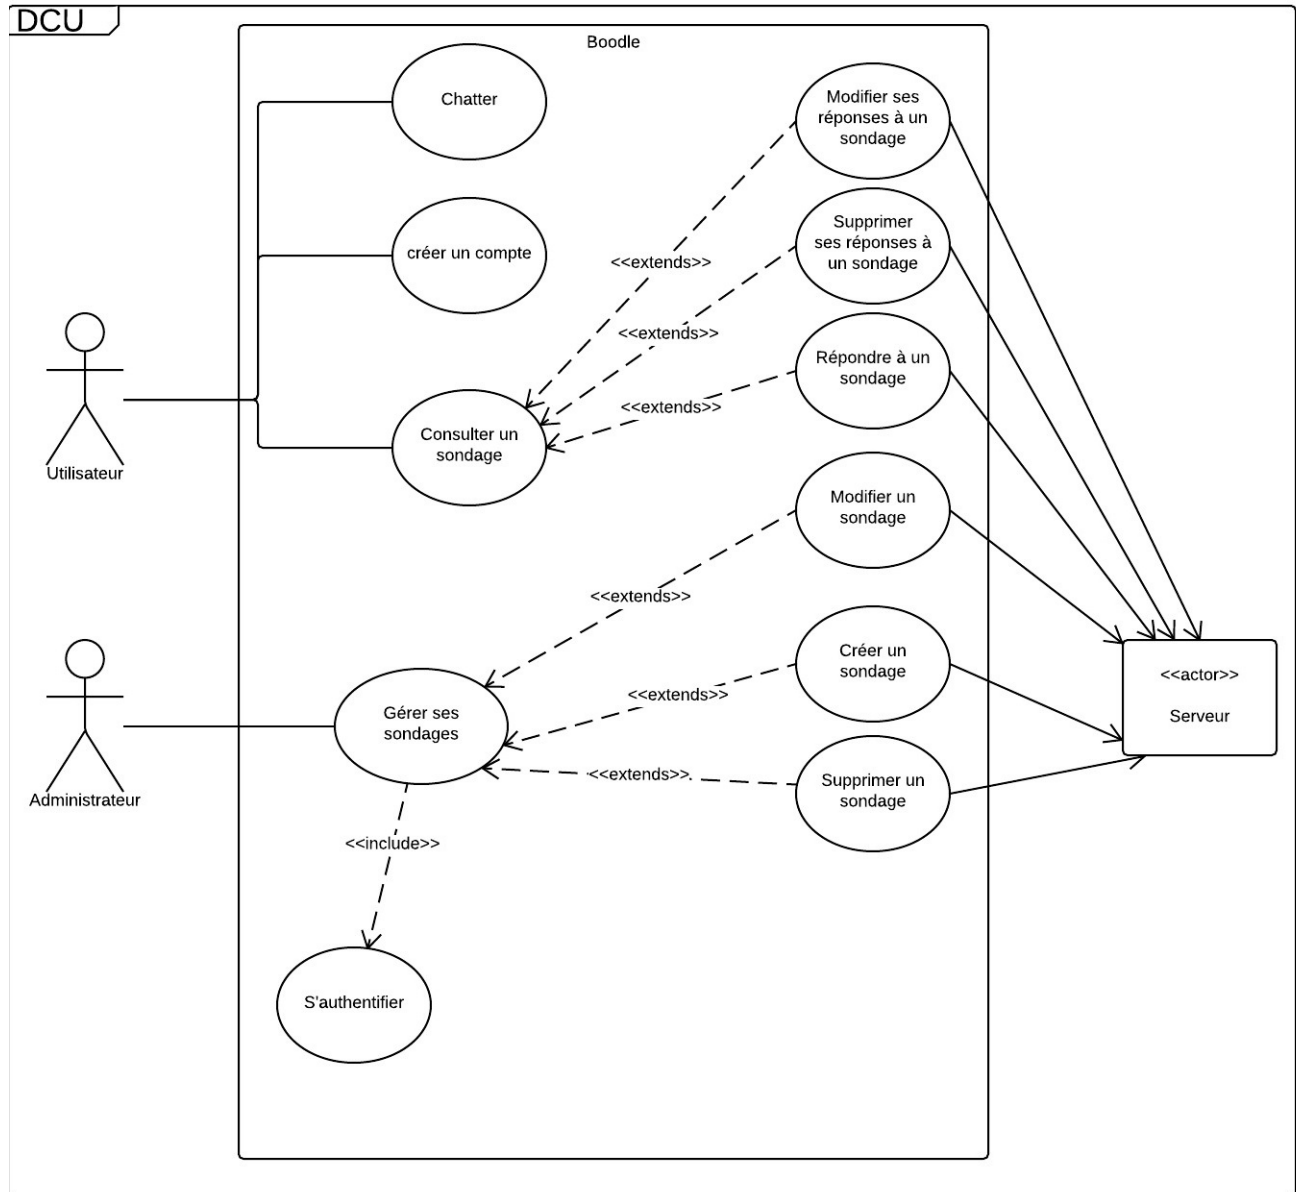 DCU
Boodle
Chatter
Modifier ses
réponses à un
sondage
créer un compte
Supprimer
ses réponses à
un sondage
<<extends>>
<<extends>>
Répondre à un
sondage
<<extends>>
Utilisateur
Consulter un
sondage
Modifier un
sondage
<<extends>>
Créer un
sondage
<<actor>>
Serveur
<<extends>>
Gérer ses
sondages
<<extends>>
Supprimer un
sondage
Administrateur
<<include>>
S'authentifier